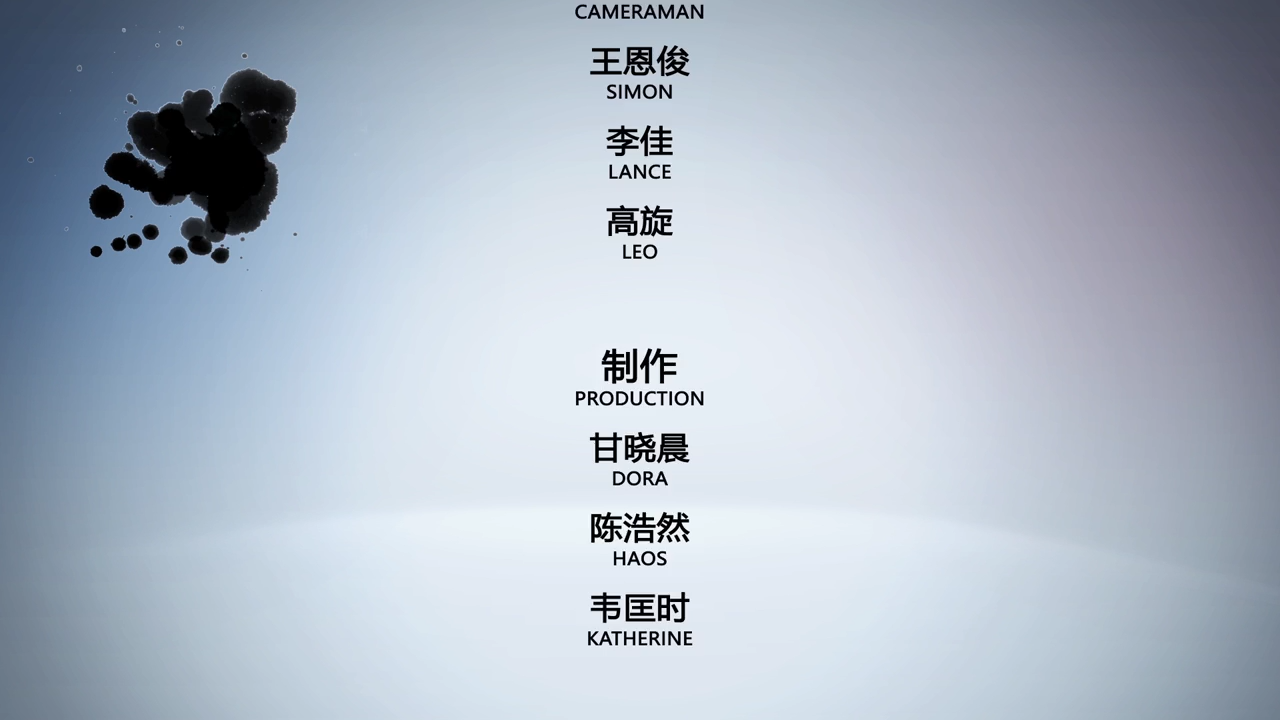 CAMERAMAN
王恩俊
SIMON
李佳
LANCE
高旋
LEO
制作
PRODUCTION
甘晓晨
DORA
陈浩然
HAOS
韦匡时
KATHERINE